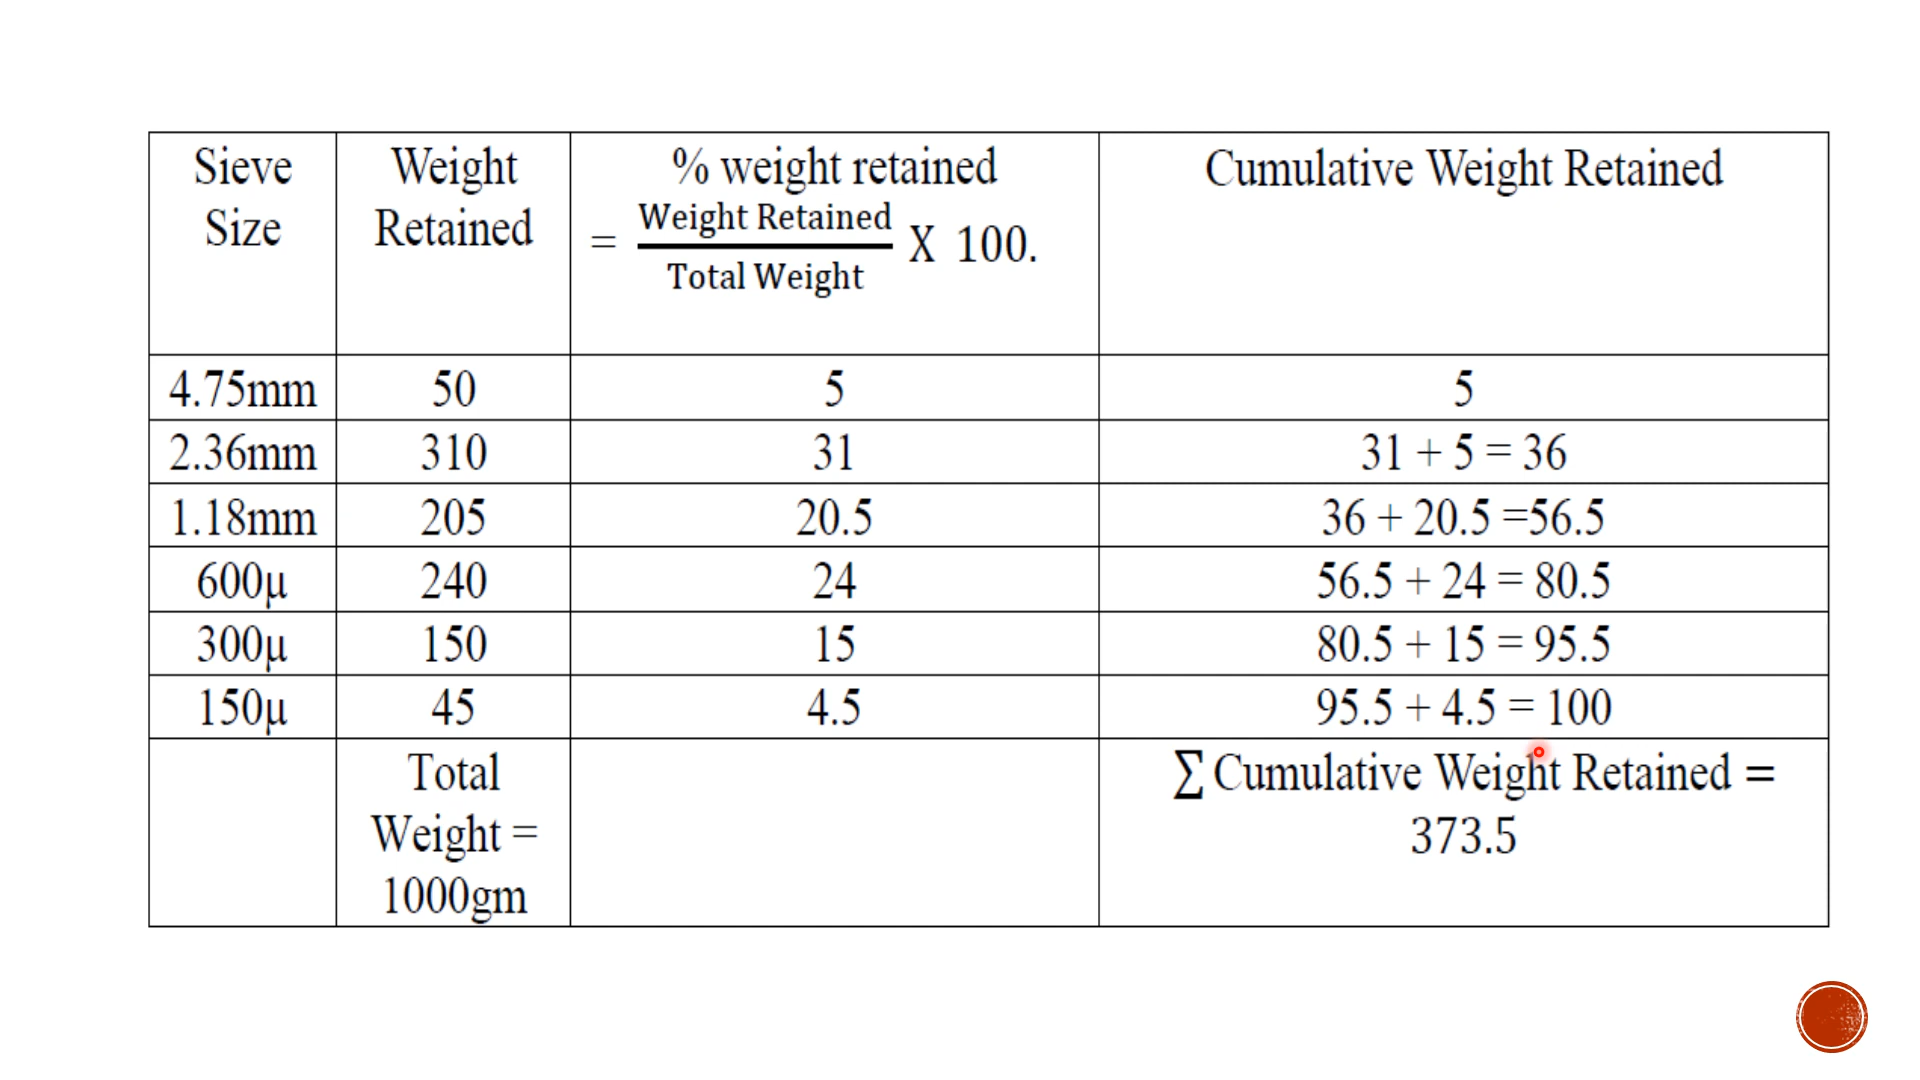 Sieve
Size
Weight
Retained
% weight retained
= Weight Retained / Total Weight X 100.
Cumulative Weight Retained
4.75mm 50 5 5
2.36mm 310 31 31 + 5 = 36
1.18mm 205 20.5 36 + 20.5 =56.5
600µ 240 24 56.5 + 24 = 80.5
300µ 150 15 80.5 + 15 = 95.5
150µ 45 4.5 95.5 + 4.5 = 100
Total
Weight =
1000gm
∑ Cumulative Weight Retained =
373.5